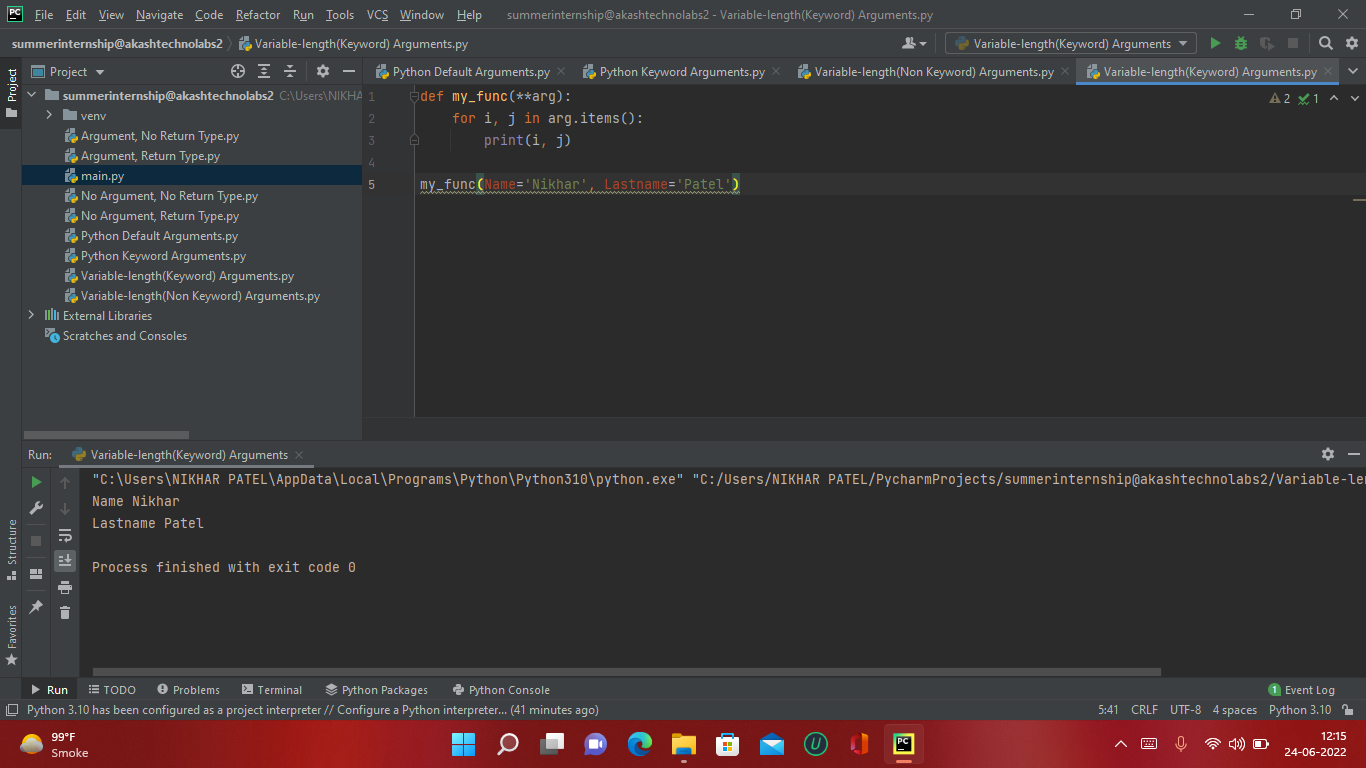 PC File Edit View Navigate Code Refactor Run Tools VCS Window Help summerinternship@akashtechnolabs2 - Variable-length(Keyword) Arguments.py
summerinternship@akashtechnolabs2 Variable-length(Keyword) Arguments.py Variable-length(Keyword) Arguments
Project
Project
Python Default Arguments.py Python Keyword Arguments.py Variable-length(Non Keyword) Arguments.py Variable-length(Keyword) Arguments.py
summerinternship@akashtechnolabs2 C:\Users\NIKHA
venv
Argument, No Return Type.py
Argument, Return Type.py
main.py
No Argument, No Return Type.py
No Argument, Return Type.py
Python Default Arguments.py
Python Keyword Arguments.py
Variable-length(Keyword) Arguments.py
Variable-length(Non Keyword) Arguments.py
External Libraries
Scratches and Consoles
1 def my_func(**arg):
2 for i, j in arg.items():
3 print(i, j)
4
5 my_func(Name='Nikhar', Lastname='Patel')
2 1
Run: Variable-length(Keyword) Arguments
"C:\Users\NIKHAR PATEL\AppData\Local\Programs\Python\Python310\python.exe" "C:/Users/NIKHAR PATEL/PycharmProjects/summerinternship@akashtechnolabs2/Variable-le
Name Nikhar
Lastname Patel
Process finished with exit code 0
Structure
Favorites
Run TODO Problems Terminal Python Packages Python Console 1 Event Log
Python 3.10 has been configured as a project interpreter // Configure a Python interpreter... (41 minutes ago) 5:41 CRLF UTF-8 4 spaces Python 3.10
99°F
Smoke
PC
12:15
24-06-2022